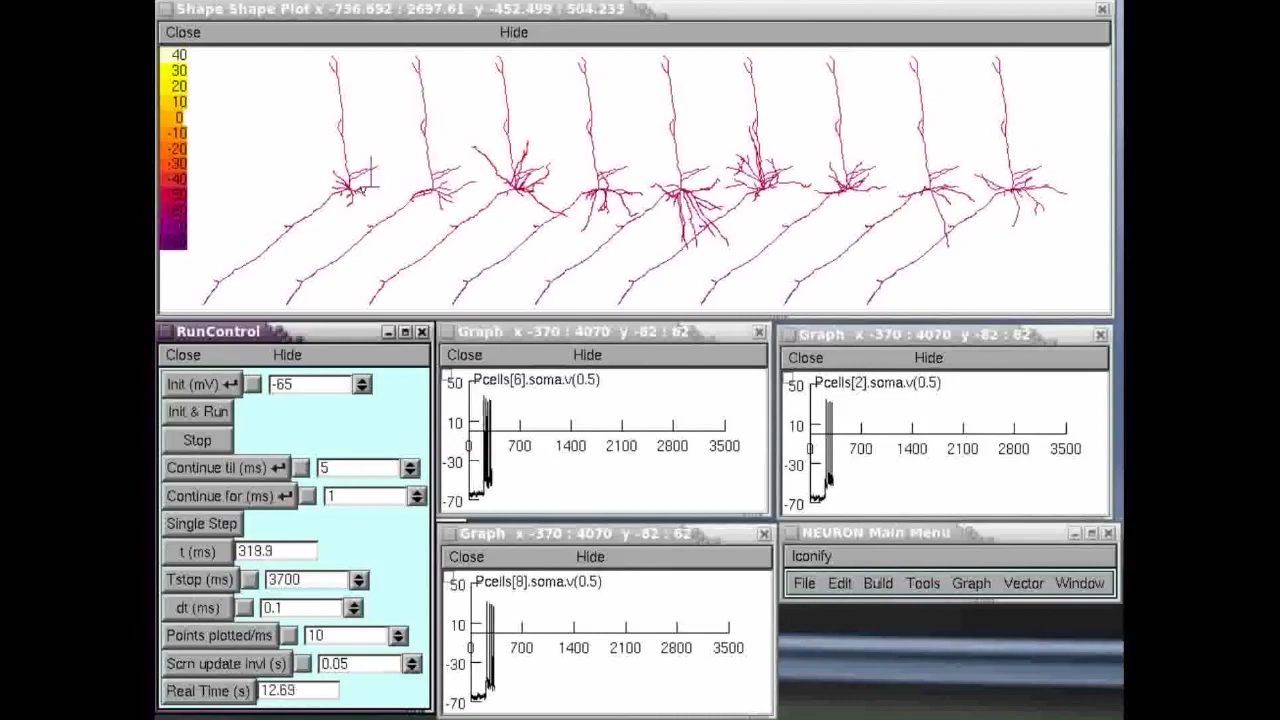 Shape Shape Plot x -736.692 : 2697.61 y -452.499 : 504.233
Close Hide
40
30
20
10
0
-10
-20
-30
-40
RunControl
Close Hide
Init (mV) -65
Init & Run
Stop
Continue til (ms) 5
Continue for (ms) 1
Single Step
t (ms) 318.9
Tstop (ms) 3700
dt (ms) 0.1
Points plotted/ms 10
Scrn update invl (s) 0.05
Real Time (s) 12.69
Graph x -370 : 4070 y -82 : 62
Close Hide
Pcells[6].soma.v(0.5)
50
10
0 700 1400 2100 2800 3500
-30
-70
Graph x -370 : 4070 y -82 : 62
Close Hide
Pcells[2].soma.v(0.5)
50
10
0 700 1400 2100 2800 3500
-30
-70
Graph x -370 : 4070 y -82 : 62
Close Hide
Pcells[8].soma.v(0.5)
50
10
0 700 1400 2100 2800 3500
-30
-70
NEURON Main Menu
Iconify
File Edit Build Tools Graph Vector Window